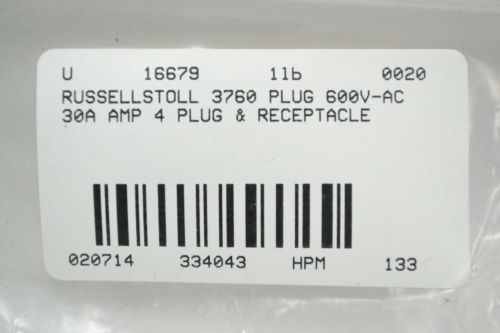 U 16679 1lb 0020
RUSSELLSTOLL 3760 PLUG 600V-AC
30A AMP 4 PLUG & RECEPTACLE
020714 334043 HPM 133